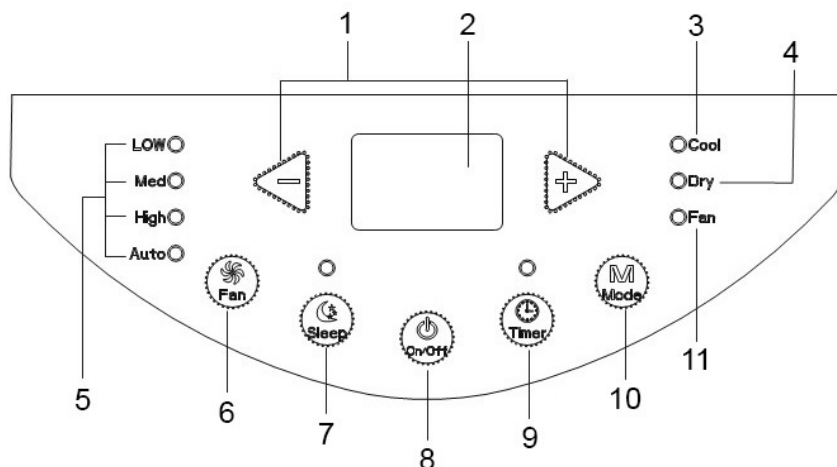 1
2
3
4
LOW
Med
High
Auto
5
−
+
Cool
Dry
Fan
Fan
Sleep
On/Off
Timer
M
Mode
6
7
8
9
10
11